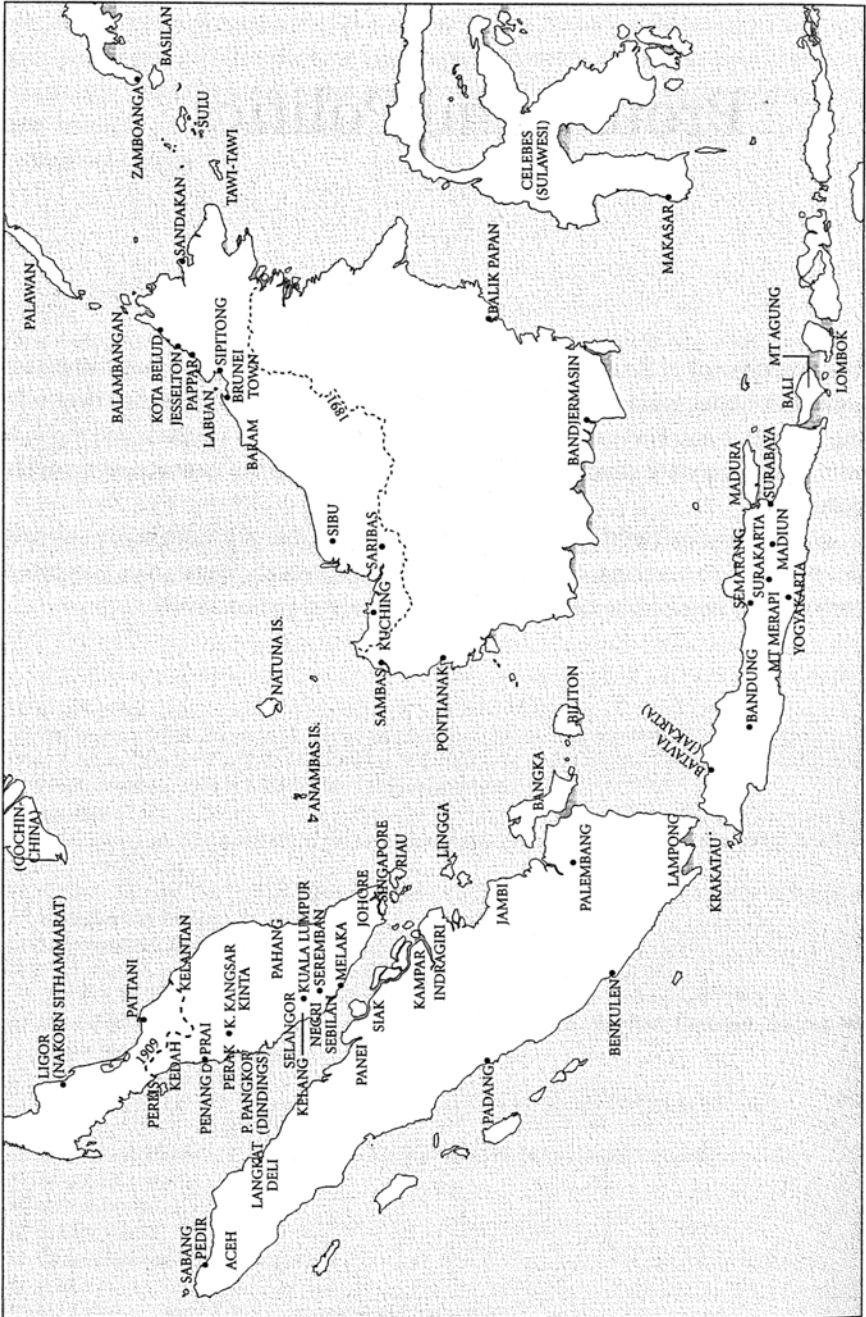 LIGOR
(NAKORN SITHAMMARAT)
PATTANI
1909
PERLIS
KEDAH
KELANTAN
PENANG
PRAI
PERAK
K. KANGSAR
KINTA
P. PANGKOR
(DINDINGS)
PAHANG
SELANGOR
KELANG
KUALA LUMPUR
NEGRI
SEBILAN
SEREMBAN
MELAKA
JOHORE
SINGAPORE
RIAU
LINGGA
SABANG
PEDIR
ACEH
LANGKAT
DELI
PANEI
SIAK
KAMPAR
INDRAGIRI
JAMBI
PADANG
PALEMBANG
BENKULEN
LAMPONG
KRAKATAU
BANGKA
BILITON
(COCHIN-
CHINA)
ANAMBAS IS.
NATUNA IS.
PALAWAN
BALAMBANGAN
KOTA BELUD
JESSELTON
PAPPAR
LABUAN
SIPITONG
BRUNEI
TOWN
BARAM
SANDAKAN
1891
SIBU
SARIBAS
KUCHING
SAMBAS
PONTIANAK
BALIK PAPAN
BANDJERMASIN
ZAMBOANGA
BASILAN
SULU
TAWI-TAWI
CELEBES
(SULAWESI)
MAKASAR
BATAVIA
(JAKARTA)
BANDUNG
SEMARANG
SURAKARTA
MT MERAPI
YOGYAKARTA
MADIUN
MADURA
SURABAYA
BALI
MT AGUNG
LOMBOK